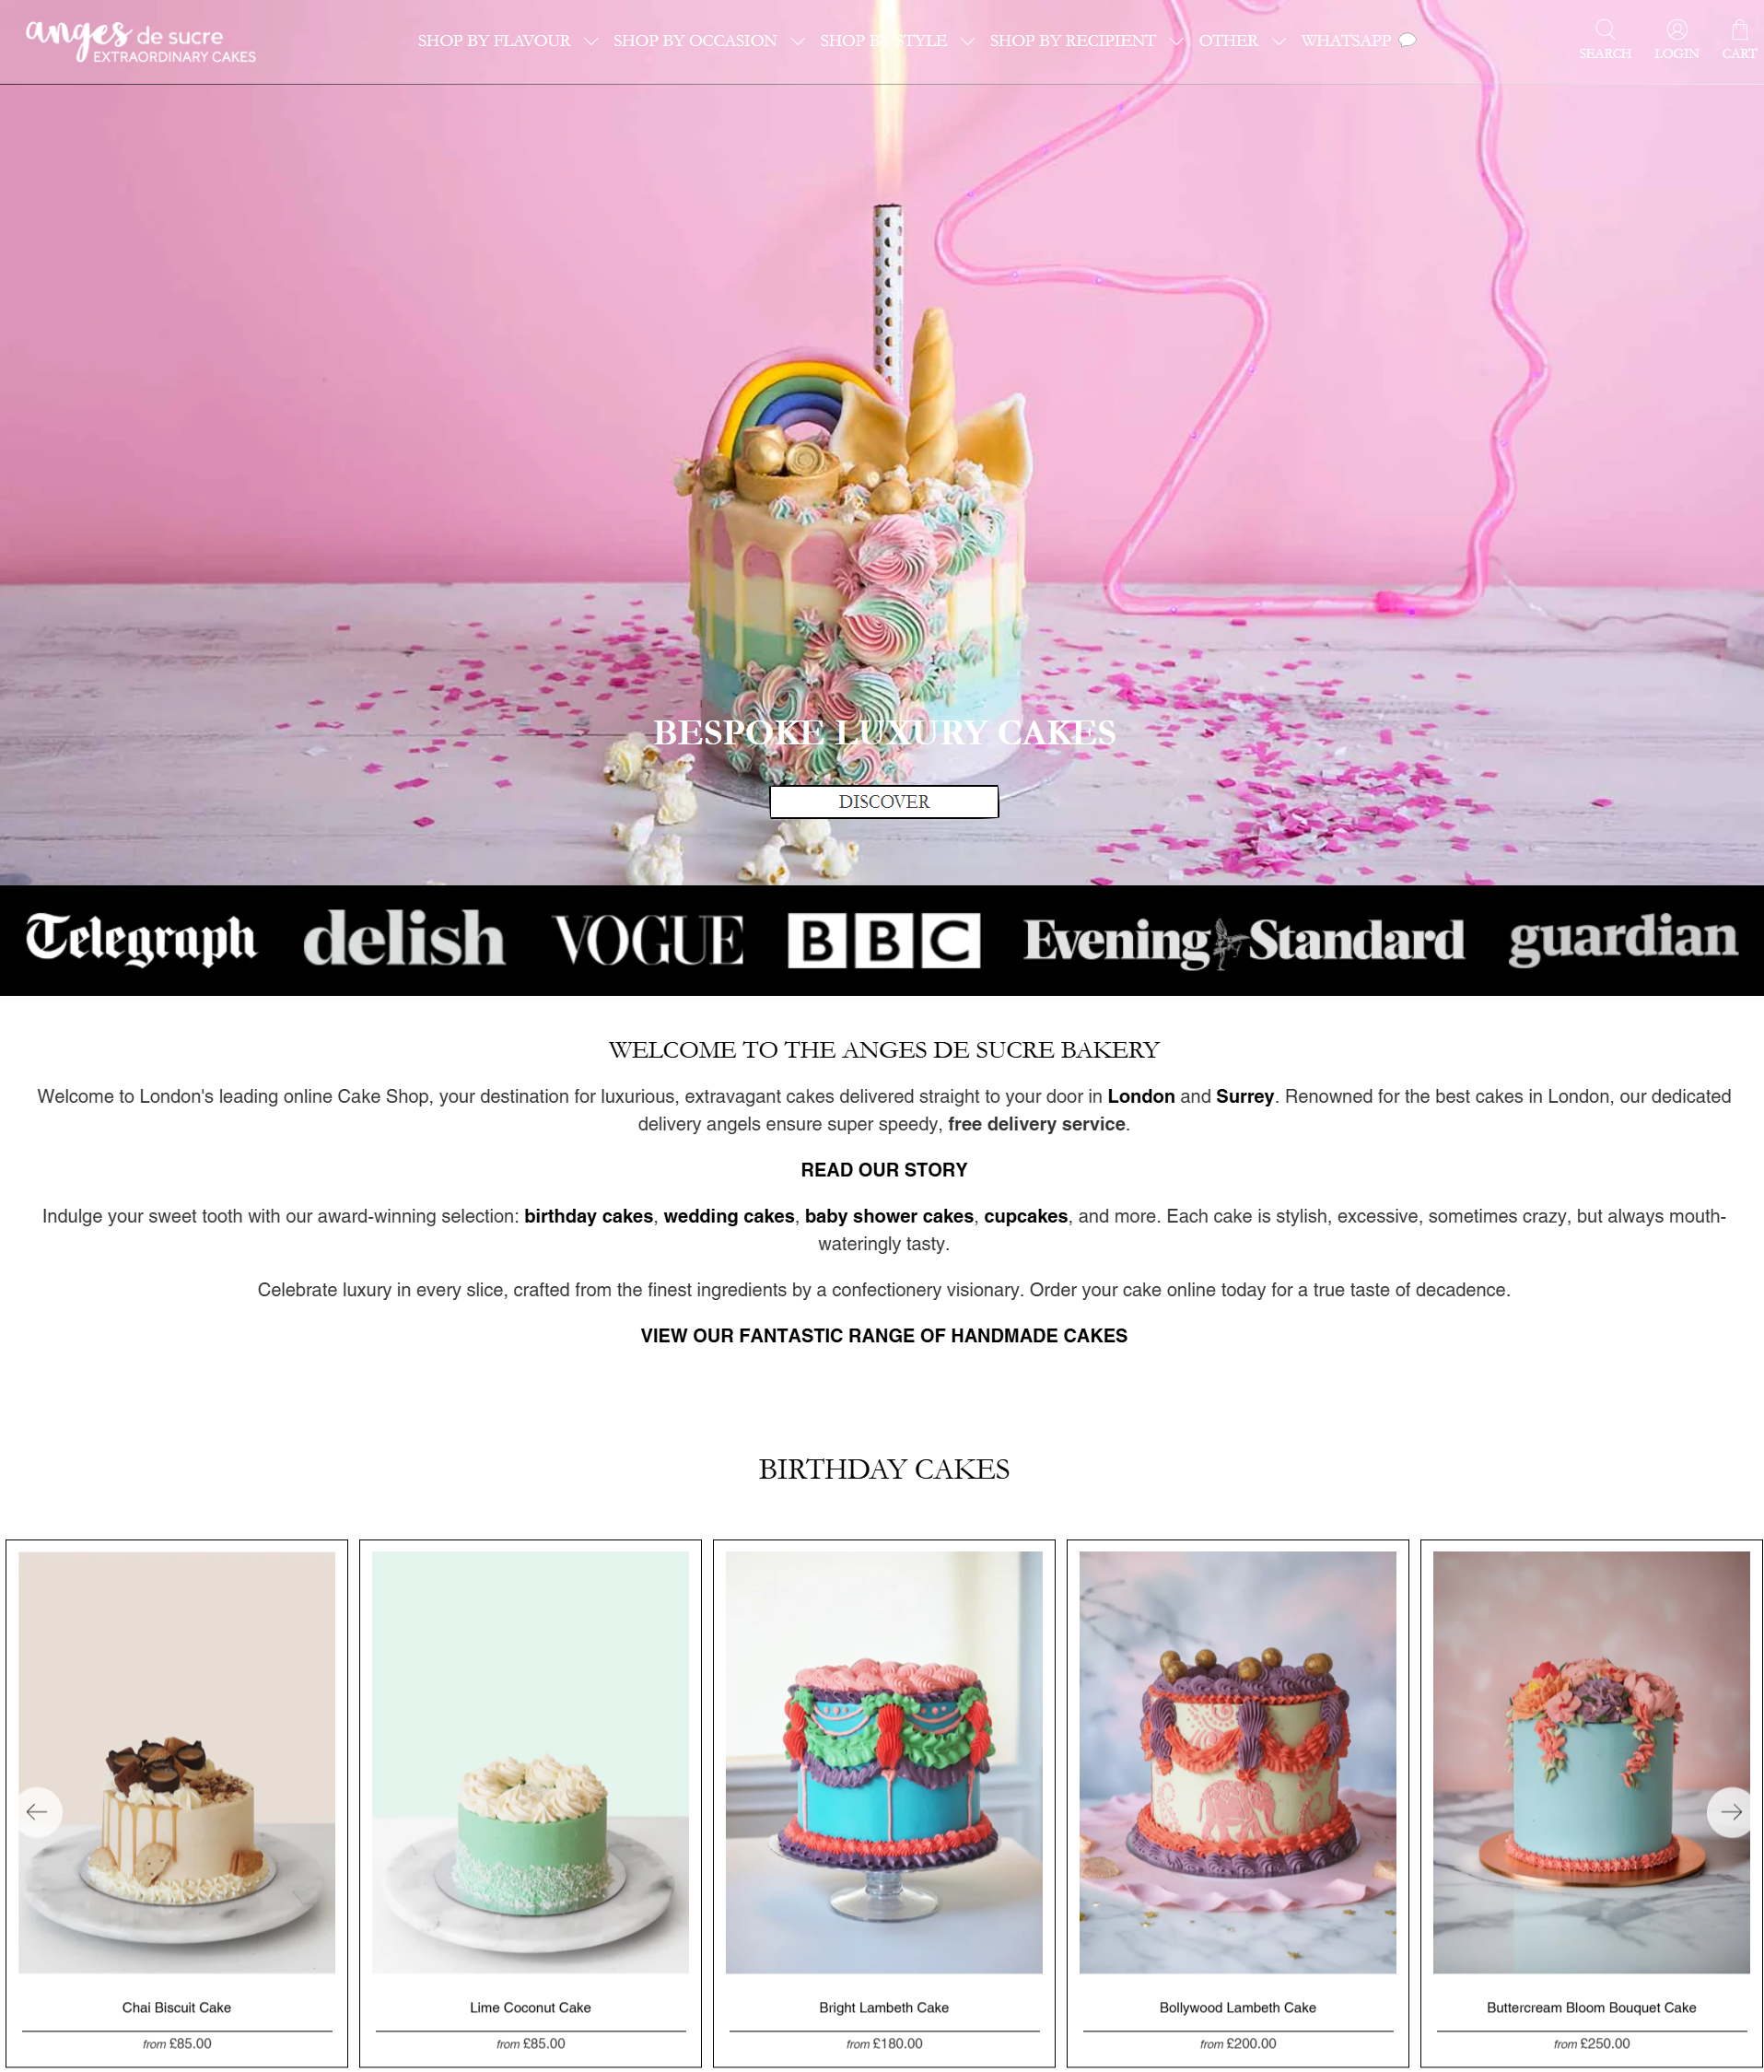 anges de sucre
EXTRAORDINARY CAKES
SHOP BY FLAVOUR
SHOP BY OCCASION
SHOP BY STYLE
SHOP BY RECIPIENT
OTHER
WHATSAPP 💬
SEARCH
LOGIN
CART
BESPOKE LUXURY CAKES
DISCOVER
Telegraph
delish
VOGUE
BBC
Evening Standard
guardian
WELCOME TO THE ANGES DE SUCRE BAKERY
Welcome to London's leading online Cake Shop, your destination for luxurious, extravagant cakes delivered straight to your door in London and Surrey. Renowned for the best cakes in London, our dedicated
delivery angels ensure super speedy, free delivery service.
READ OUR STORY
Indulge your sweet tooth with our award-winning selection: birthday cakes, wedding cakes, baby shower cakes, cupcakes, and more. Each cake is stylish, excessive, sometimes crazy, but always mouth-
wateringly tasty.
Celebrate luxury in every slice, crafted from the finest ingredients by a confectionery visionary. Order your cake online today for a true taste of decadence.
VIEW OUR FANTASTIC RANGE OF HANDMADE CAKES
BIRTHDAY CAKES
Chai Biscuit Cake
from £85.00
Lime Coconut Cake
from £85.00
Bright Lambeth Cake
from £180.00
Bollywood Lambeth Cake
from £200.00
Buttercream Bloom Bouquet Cake
from £250.00